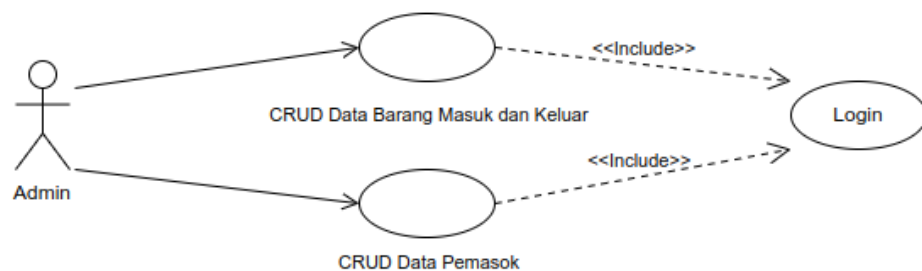 <<Include>>
CRUD Data Barang Masuk dan Keluar
Login
<<Include>>
Admin
CRUD Data Pemasok